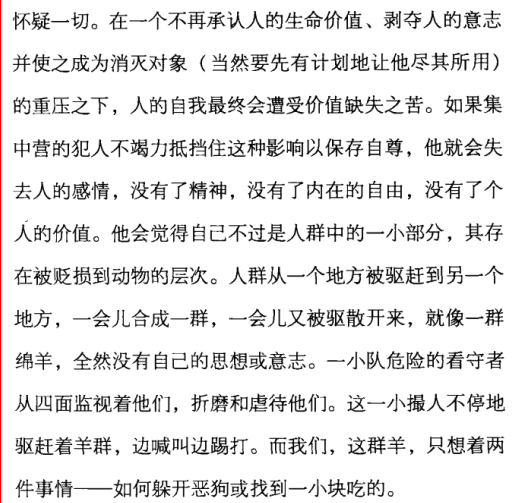 怀疑一切。在一个不再承认人的生命价值、剥夺人的意志
并使之成为消灭对象（当然要先有计划地让他尽其所用）
的重压之下，人的自我最终会遭受价值缺失之苦。如果集
中营的犯人不竭力抵挡住这种影响以保存自尊，他就会失
去人的感情，没有了精神，没有了内在的自由，没有了个
人的价值。他会觉得自己不过是人群中的一小部分，其存
在被贬损到动物的层次。人群从一个地方被驱赶到另一个
地方，一会儿合成一群，一会儿又被驱散开来，就像一群
绵羊，全然没有自己的思想或意志。一小队危险的看守者
从四面监视着他们，折磨和虐待他们。这一小撮人不停地
驱赶着羊群，边喊叫边踢打。而我们，这群羊，只想着两
件事情——如何躲开恶狗或找到一小块吃的。